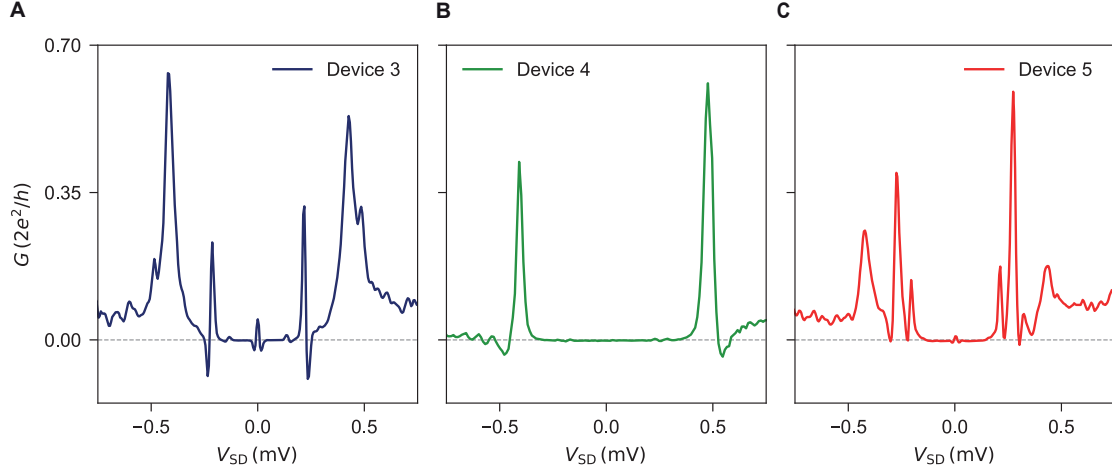 A
B
C
Device 3
Device 4
Device 5
0.70
0.35
0.00
G (2e²/h)
−0.5 0.0 0.5
−0.5 0.0 0.5
−0.5 0.0 0.5
V_SD (mV)
V_SD (mV)
V_SD (mV)